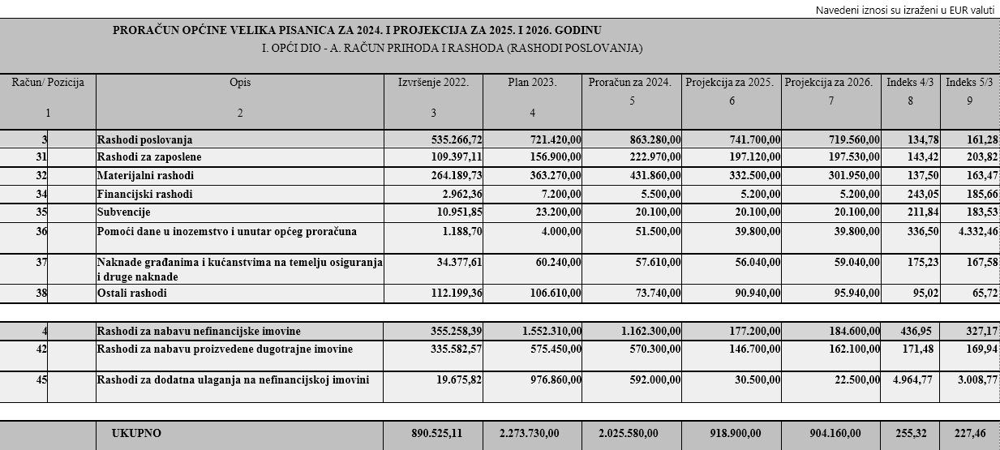 Navedeni iznosi su izraženi u EUR valuti
PRORAČUN OPĆINE VELIKA PISANICA ZA 2024. I PROJEKCIJA ZA 2025. I 2026. GODINU
I. OPĆI DIO - A. RAČUN PRIHODA I RASHODA (RASHODI POSLOVANJA)
Račun/ Pozicija Opis Izvršenje 2022. Plan 2023. Proračun za 2024. Projekcija za 2025. Projekcija za 2026. Indeks 4/3 Indeks 5/3
1 2 3 4 5 6 7 8 9
3 Rashodi poslovanja 535.266,72 721.420,00 863.280,00 741.700,00 719.560,00 134,78 161,28
31 Rashodi za zaposlene 109.397,11 156.900,00 222.970,00 197.120,00 197.530,00 143,42 203,82
32 Materijalni rashodi 264.189,73 363.270,00 431.860,00 332.500,00 301.950,00 137,50 163,47
34 Financijski rashodi 2.962,36 7.200,00 5.500,00 5.200,00 5.200,00 243,05 185,66
35 Subvencije 10.951,85 23.200,00 20.100,00 20.100,00 20.100,00 211,84 183,53
36 Pomoći dane u inozemstvo i unutar općeg proračuna 1.188,70 4.000,00 51.500,00 39.800,00 39.800,00 336,50 4.332,46
37 Naknade građanima i kućanstvima na temelju osiguranja 34.377,61 60.240,00 57.610,00 56.040,00 59.040,00 175,23 167,58
i druge naknade
38 Ostali rashodi 112.199,36 106.610,00 73.740,00 90.940,00 95.940,00 95,02 65,72
4 Rashodi za nabavu nefinancijske imovine 355.258,39 1.552.310,00 1.162.300,00 177.200,00 184.600,00 436,95 327,17
42 Rashodi za nabavu proizvedene dugotrajne imovine 335.582,57 575.450,00 570.300,00 146.700,00 162.100,00 171,48 169,94
45 Rashodi za dodatna ulaganja na nefinancijskoj imovini 19.675,82 976.860,00 592.000,00 30.500,00 22.500,00 4.964,77 3.008,77
UKUPNO 890.525,11 2.273.730,00 2.025.580,00 918.900,00 904.160,00 255,32 227,46